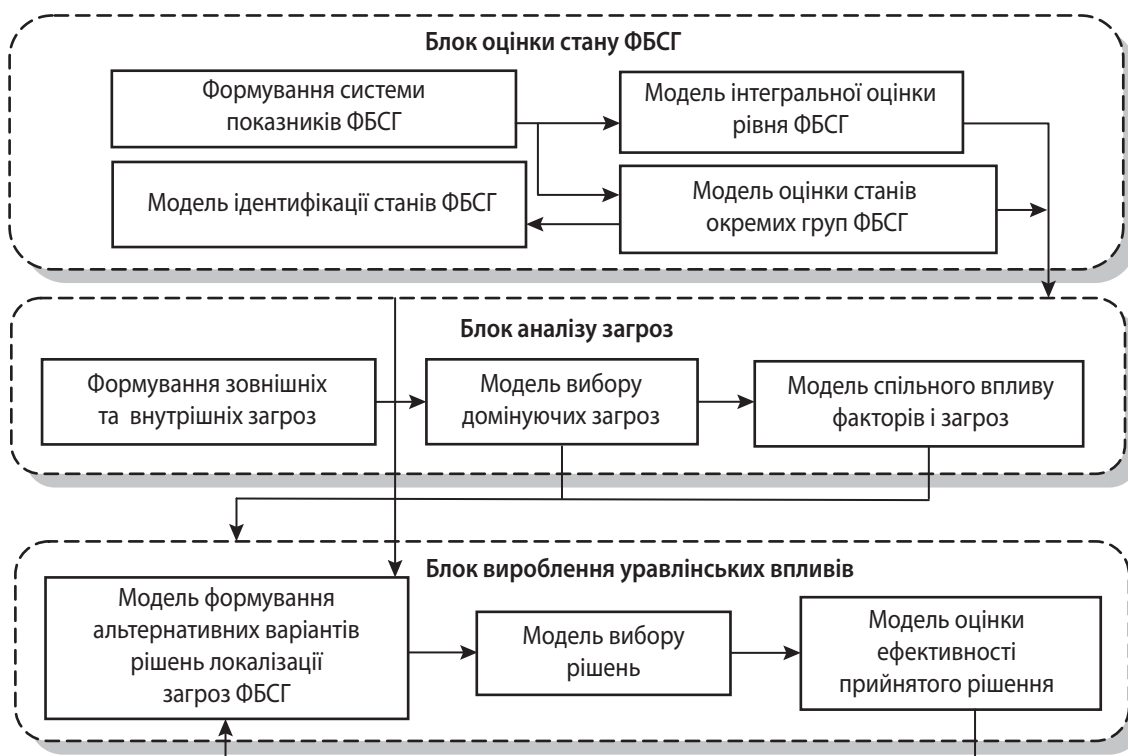 Блок оцінки стану ФБСГ
Формування системи
показників ФБСГ
Модель інтегральної оцінки
рівня ФБСГ
Модель ідентифікації станів ФБСГ
Модель оцінки станів
окремих груп ФБСГ
Блок аналізу загроз
Формування зовнішніх
та внутрішніх загроз
Модель вибору
домінуючих загроз
Модель спільного впливу
факторів і загроз
Блок вироблення уравлінських впливів
Модель формування
альтернативних варіантів
рішень локалізації
загроз ФБСГ
Модель вибору
рішень
Модель оцінки
ефективності
прийнятого рішення